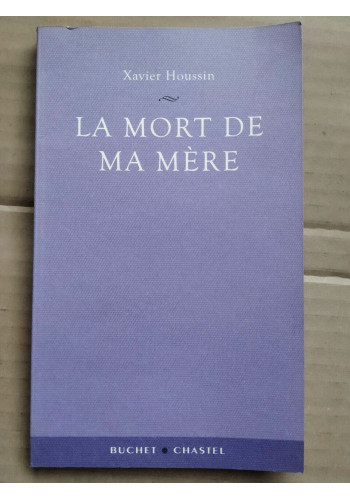 Xavier Houssin
LA MORT DE
MA MÈRE
BUCHET • CHASTEL